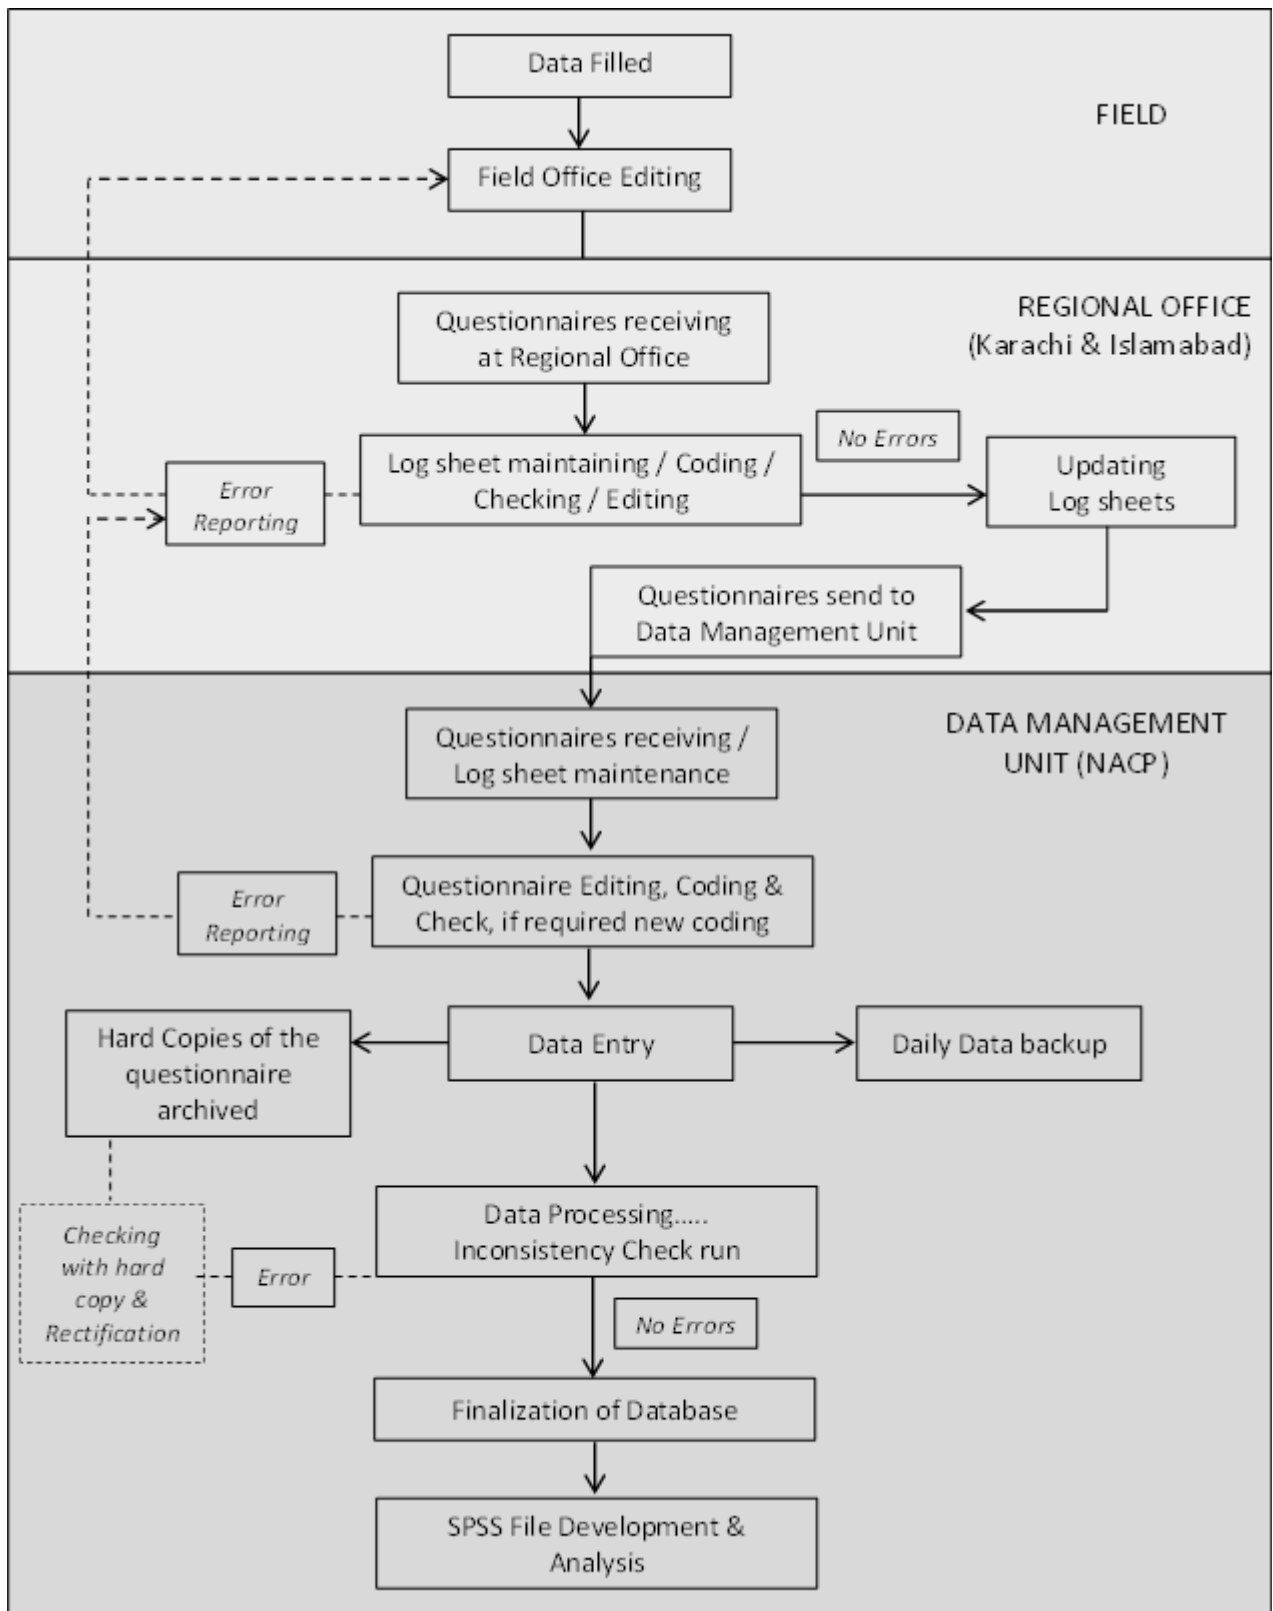 Data Filled
FIELD
Field Office Editing
REGIONAL OFFICE
(Karachi & Islamabad)
Questionnaires receiving
at Regional Office
No Errors
Log sheet maintaining / Coding /
Checking / Editing
Updating
Log sheets
Error
Reporting
Questionnaires send to
Data Management Unit
DATA MANAGEMENT
UNIT (NACP)
Questionnaires receiving /
Log sheet maintenance
Questionnaire Editing, Coding &
Check, if required new coding
Error
Reporting
Hard Copies of the
questionnaire
archived
Data Entry
Daily Data backup
Data Processing.....
Inconsistency Check run
Checking
with hard
copy &
Rectification
Error
No Errors
Finalization of Database
SPSS File Development &
Analysis